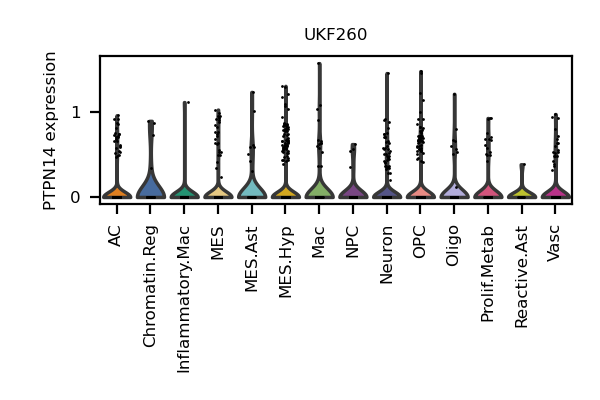 UKF260
PTPN14 expression
1
0
AC
Chromatin.Reg
Inflammatory.Mac
MES
MES.Ast
MES.Hyp
Mac
NPC
Neuron
OPC
Oligo
Prolif.Metab
Reactive.Ast
Vasc